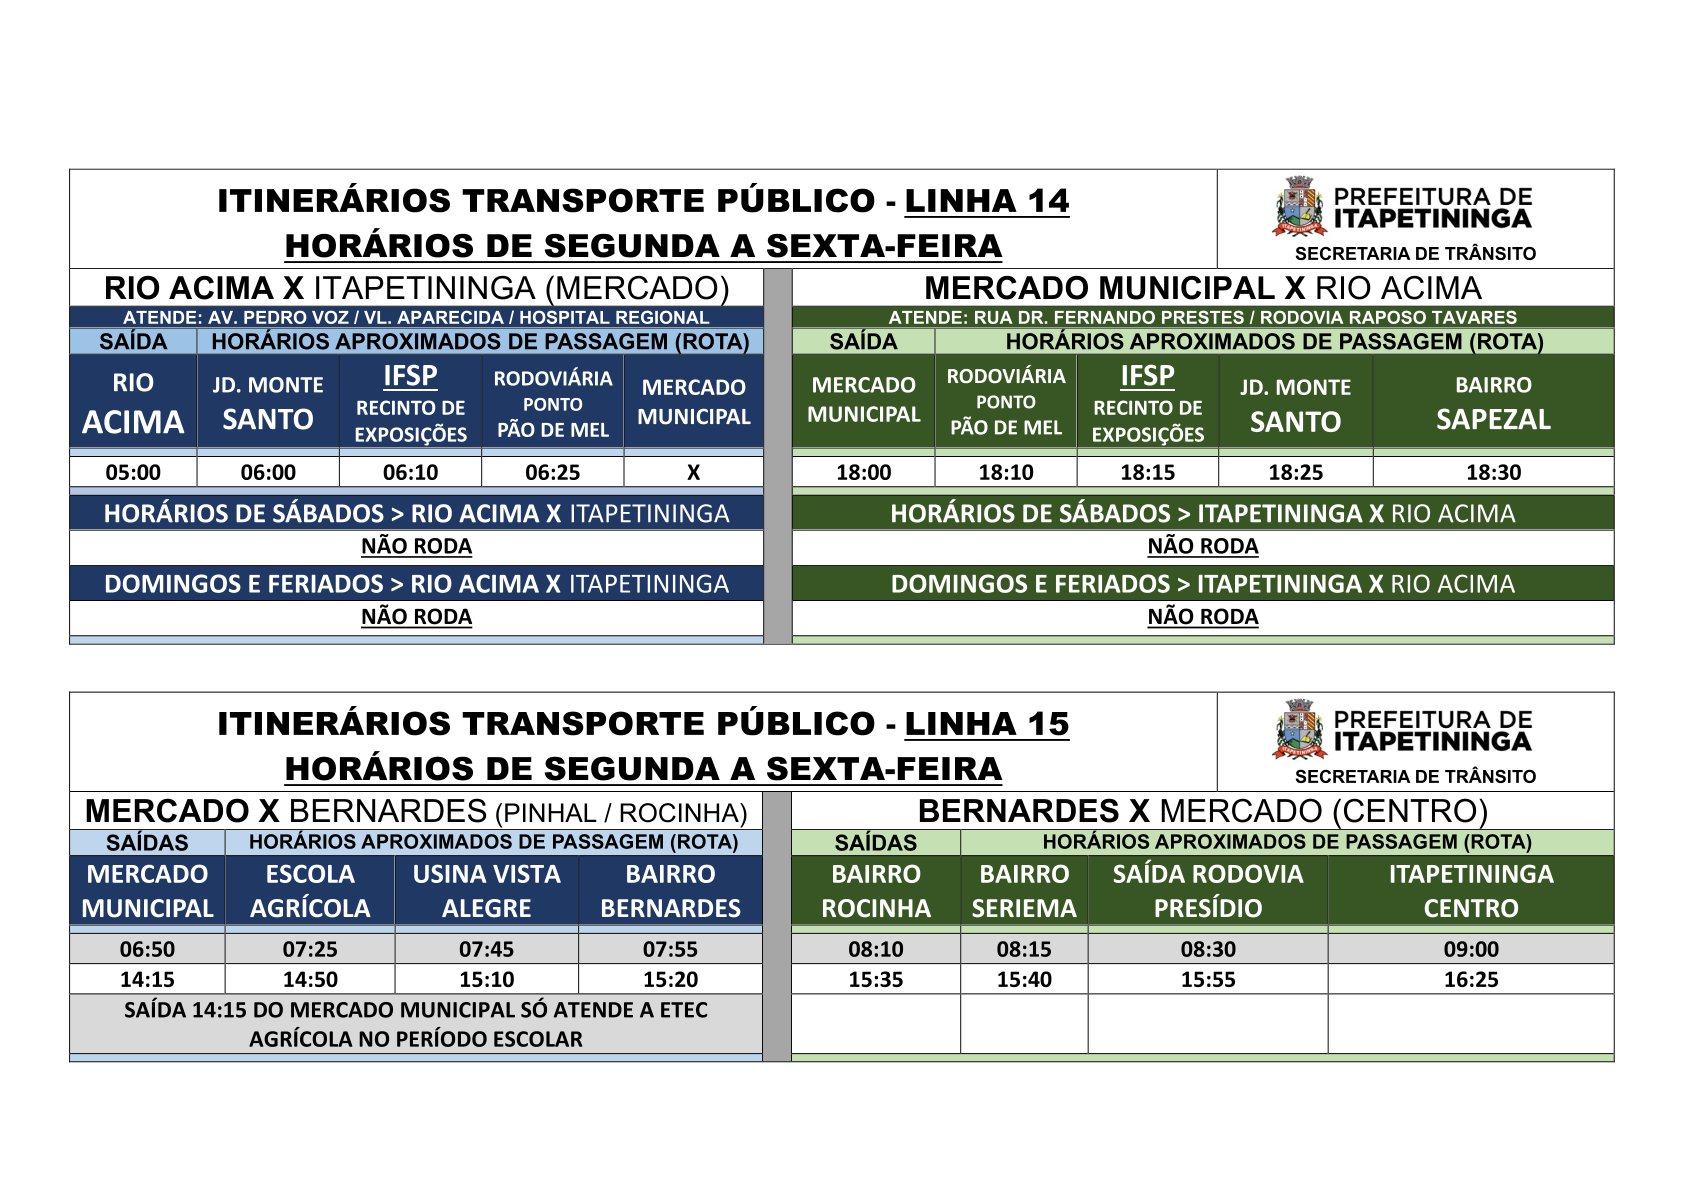 ITINERÁRIOS TRANSPORTE PÚBLICO - LINHA 14
HORÁRIOS DE SEGUNDA A SEXTA-FEIRA
PREFEITURA DE
ITAPETININGA
SECRETARIA DE TRÂNSITO
RIO ACIMA X ITAPETININGA (MERCADO)
ATENDE: AV. PEDRO VOZ / VL. APARECIDA / HOSPITAL REGIONAL
SAÍDA HORÁRIOS APROXIMADOS DE PASSAGEM (ROTA)
RIO ACIMA JD. MONTE SANTO IFSP RECINTO DE EXPOSIÇÕES RODOVIÁRIA PONTO PÃO DE MEL MERCADO MUNICIPAL
05:00 06:00 06:10 06:25 X
HORÁRIOS DE SÁBADOS > RIO ACIMA X ITAPETININGA
NÃO RODA
DOMINGOS E FERIADOS > RIO ACIMA X ITAPETININGA
NÃO RODA
MERCADO MUNICIPAL X RIO ACIMA
ATENDE: RUA DR. FERNANDO PRESTES / RODOVIA RAPOSO TAVARES
SAÍDA HORÁRIOS APROXIMADOS DE PASSAGEM (ROTA)
MERCADO MUNICIPAL RODOVIÁRIA PONTO PÃO DE MEL IFSP RECINTO DE EXPOSIÇÕES JD. MONTE SANTO BAIRRO SAPEZAL
18:00 18:10 18:15 18:25 18:30
HORÁRIOS DE SÁBADOS > ITAPETININGA X RIO ACIMA
NÃO RODA
DOMINGOS E FERIADOS > ITAPETININGA X RIO ACIMA
NÃO RODA
ITINERÁRIOS TRANSPORTE PÚBLICO - LINHA 15
HORÁRIOS DE SEGUNDA A SEXTA-FEIRA
PREFEITURA DE
ITAPETININGA
SECRETARIA DE TRÂNSITO
MERCADO X BERNARDES (PINHAL / ROCINHA)
SAÍDAS HORÁRIOS APROXIMADOS DE PASSAGEM (ROTA)
MERCADO MUNICIPAL ESCOLA AGRÍCOLA USINA VISTA ALEGRE BAIRRO BERNARDES
06:50 07:25 07:45 07:55
14:15 14:50 15:10 15:20
SAÍDA 14:15 DO MERCADO MUNICIPAL SÓ ATENDE A ETEC
AGRÍCOLA NO PERÍODO ESCOLAR
BERNARDES X MERCADO (CENTRO)
SAÍDAS HORÁRIOS APROXIMADOS DE PASSAGEM (ROTA)
BAIRRO ROCINHA BAIRRO SERIEMA SAÍDA RODOVIA PRESÍDIO ITAPETININGA CENTRO
08:10 08:15 08:30 09:00
15:35 15:40 15:55 16:25